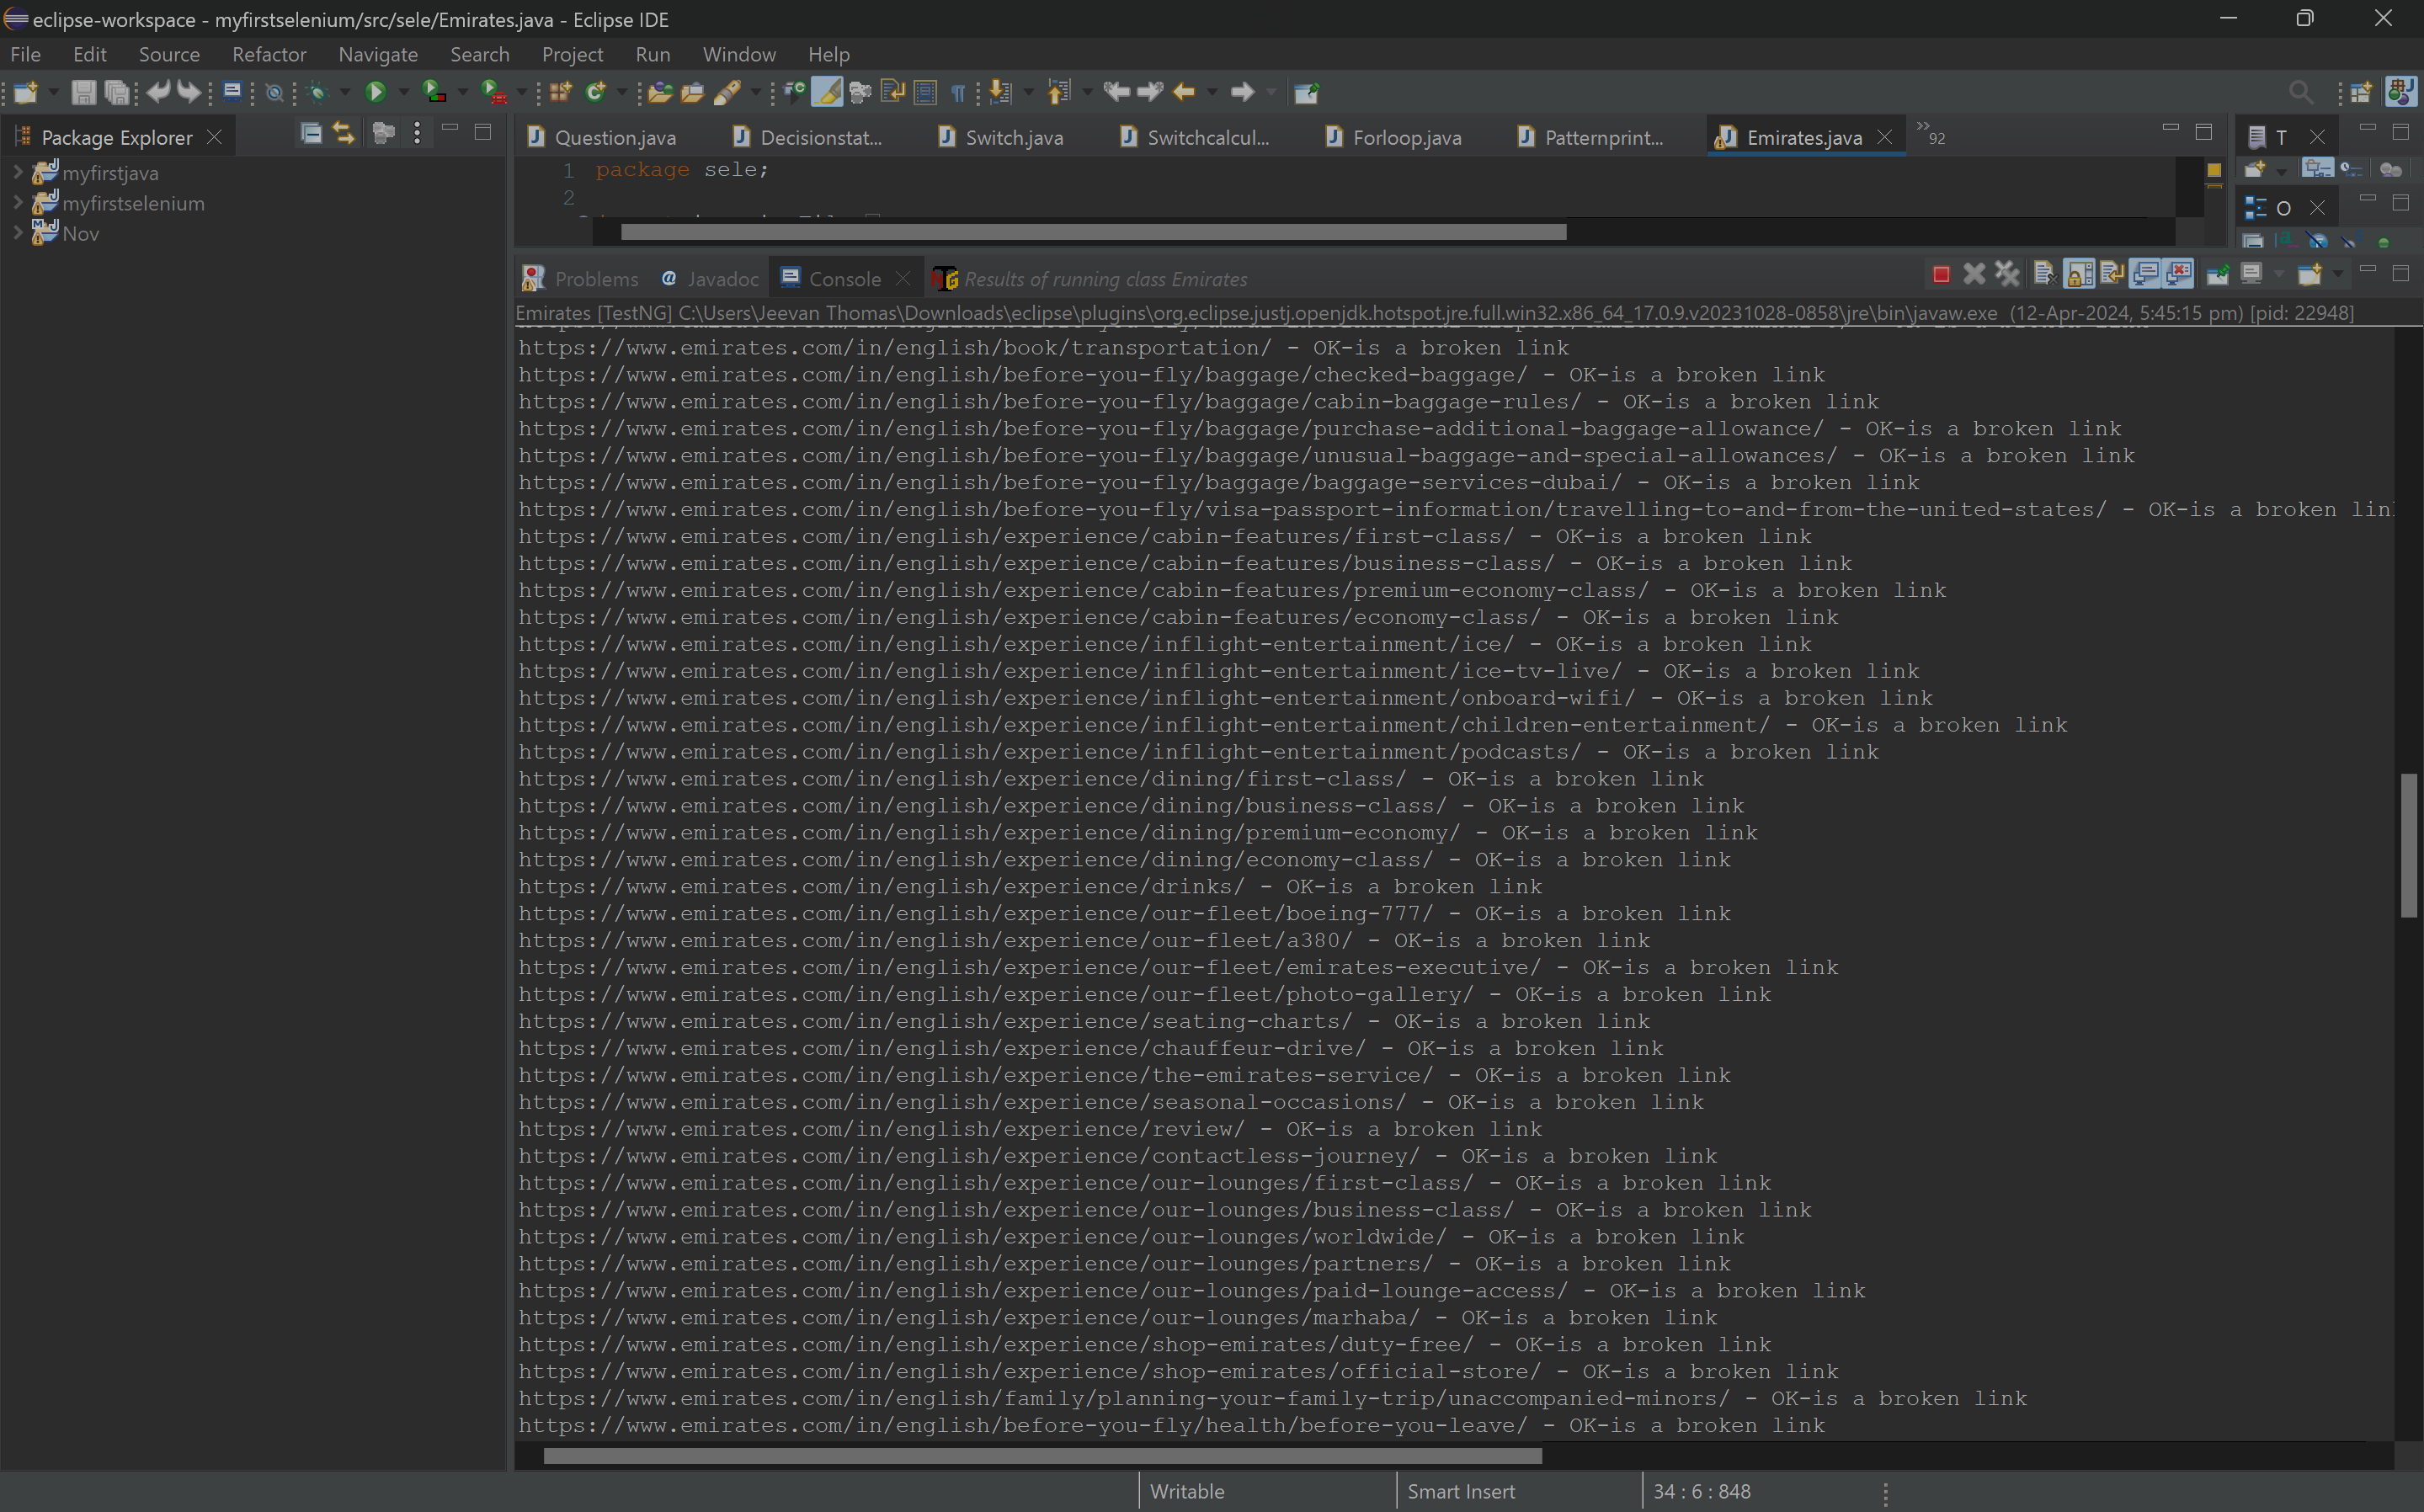 eclipse-workspace - myfirstselenium/src/sele/Emirates.java - Eclipse IDE
File Edit Source Refactor Navigate Search Project Run Window Help
Package Explorer
myfirstjava
myfirstselenium
Nov
Question.java Decisionstat... Switch.java Switchcalcul... Forloop.java Patternprint... Emirates.java 92
1 package sele;
2
T
O
Problems Javadoc Console Results of running class Emirates
Emirates [TestNG] C:\Users\Jeevan Thomas\Downloads\eclipse\plugins\org.eclipse.justj.openjdk.hotspot.jre.full.win32.x86_64_17.0.9.v20231028-0858\jre\bin\javaw.exe (12-Apr-2024, 5:45:15 pm) [pid: 22948]
https://www.emirates.com/in/english/book/transportation/ - OK-is a broken link
https://www.emirates.com/in/english/before-you-fly/baggage/checked-baggage/ - OK-is a broken link
https://www.emirates.com/in/english/before-you-fly/baggage/cabin-baggage-rules/ - OK-is a broken link
https://www.emirates.com/in/english/before-you-fly/baggage/purchase-additional-baggage-allowance/ - OK-is a broken link
https://www.emirates.com/in/english/before-you-fly/baggage/unusual-baggage-and-special-allowances/ - OK-is a broken link
https://www.emirates.com/in/english/before-you-fly/baggage/baggage-services-dubai/ - OK-is a broken link
https://www.emirates.com/in/english/before-you-fly/visa-passport-information/travelling-to-and-from-the-united-states/ - OK-is a broken lin
https://www.emirates.com/in/english/experience/cabin-features/first-class/ - OK-is a broken link
https://www.emirates.com/in/english/experience/cabin-features/business-class/ - OK-is a broken link
https://www.emirates.com/in/english/experience/cabin-features/premium-economy-class/ - OK-is a broken link
https://www.emirates.com/in/english/experience/cabin-features/economy-class/ - OK-is a broken link
https://www.emirates.com/in/english/experience/inflight-entertainment/ice/ - OK-is a broken link
https://www.emirates.com/in/english/experience/inflight-entertainment/ice-tv-live/ - OK-is a broken link
https://www.emirates.com/in/english/experience/inflight-entertainment/onboard-wifi/ - OK-is a broken link
https://www.emirates.com/in/english/experience/inflight-entertainment/children-entertainment/ - OK-is a broken link
https://www.emirates.com/in/english/experience/inflight-entertainment/podcasts/ - OK-is a broken link
https://www.emirates.com/in/english/experience/dining/first-class/ - OK-is a broken link
https://www.emirates.com/in/english/experience/dining/business-class/ - OK-is a broken link
https://www.emirates.com/in/english/experience/dining/premium-economy/ - OK-is a broken link
https://www.emirates.com/in/english/experience/dining/economy-class/ - OK-is a broken link
https://www.emirates.com/in/english/experience/drinks/ - OK-is a broken link
https://www.emirates.com/in/english/experience/our-fleet/boeing-777/ - OK-is a broken link
https://www.emirates.com/in/english/experience/our-fleet/a380/ - OK-is a broken link
https://www.emirates.com/in/english/experience/our-fleet/emirates-executive/ - OK-is a broken link
https://www.emirates.com/in/english/experience/our-fleet/photo-gallery/ - OK-is a broken link
https://www.emirates.com/in/english/experience/seating-charts/ - OK-is a broken link
https://www.emirates.com/in/english/experience/chauffeur-drive/ - OK-is a broken link
https://www.emirates.com/in/english/experience/the-emirates-service/ - OK-is a broken link
https://www.emirates.com/in/english/experience/seasonal-occasions/ - OK-is a broken link
https://www.emirates.com/in/english/experience/review/ - OK-is a broken link
https://www.emirates.com/in/english/experience/contactless-journey/ - OK-is a broken link
https://www.emirates.com/in/english/experience/our-lounges/first-class/ - OK-is a broken link
https://www.emirates.com/in/english/experience/our-lounges/business-class/ - OK-is a broken link
https://www.emirates.com/in/english/experience/our-lounges/worldwide/ - OK-is a broken link
https://www.emirates.com/in/english/experience/our-lounges/partners/ - OK-is a broken link
https://www.emirates.com/in/english/experience/our-lounges/paid-lounge-access/ - OK-is a broken link
https://www.emirates.com/in/english/experience/our-lounges/marhaba/ - OK-is a broken link
https://www.emirates.com/in/english/experience/shop-emirates/duty-free/ - OK-is a broken link
https://www.emirates.com/in/english/experience/shop-emirates/official-store/ - OK-is a broken link
https://www.emirates.com/in/english/family/planning-your-family-trip/unaccompanied-minors/ - OK-is a broken link
https://www.emirates.com/in/english/before-you-fly/health/before-you-leave/ - OK-is a broken link
Writable Smart Insert 34 : 6 : 848